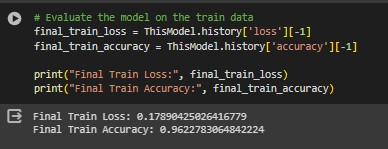 # Evaluate the model on the train data
final_train_loss = ThisModel.history['loss'][-1]
final_train_accuracy = ThisModel.history['accuracy'][-1]
print("Final Train Loss:", final_train_loss)
print("Final Train Accuracy:", final_train_accuracy)
Final Train Loss: 0.17890425026416779
Final Train Accuracy: 0.9622783064842224